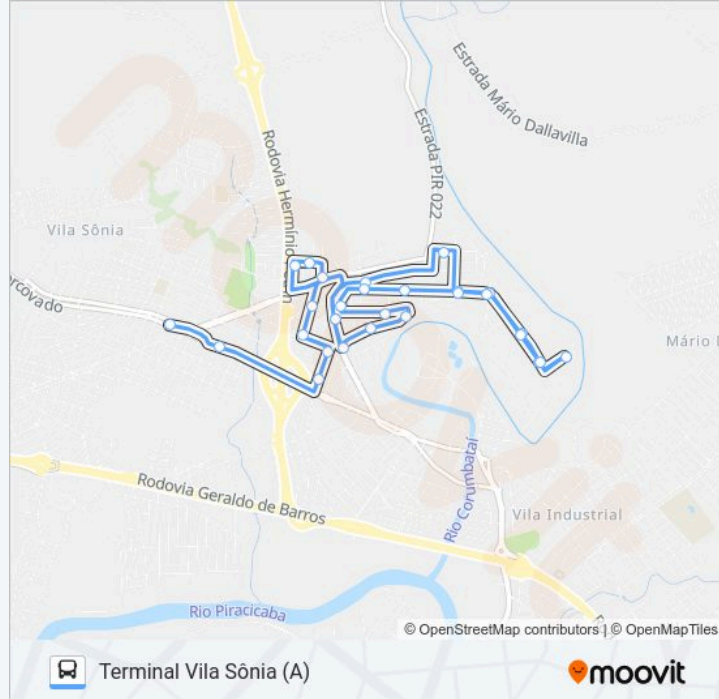 Estrada Mário Dallavilla
Estrada PIR 022
Rodovia Hermínio
Vila Sônia
Mário D
Rodovia Geraldo de Barros
Rio Corumbataí
Vila Industrial
Rio Piracicaba
© OpenStreetMap contributors | © OpenMapTiles
Terminal Vila Sônia (A)
moovit